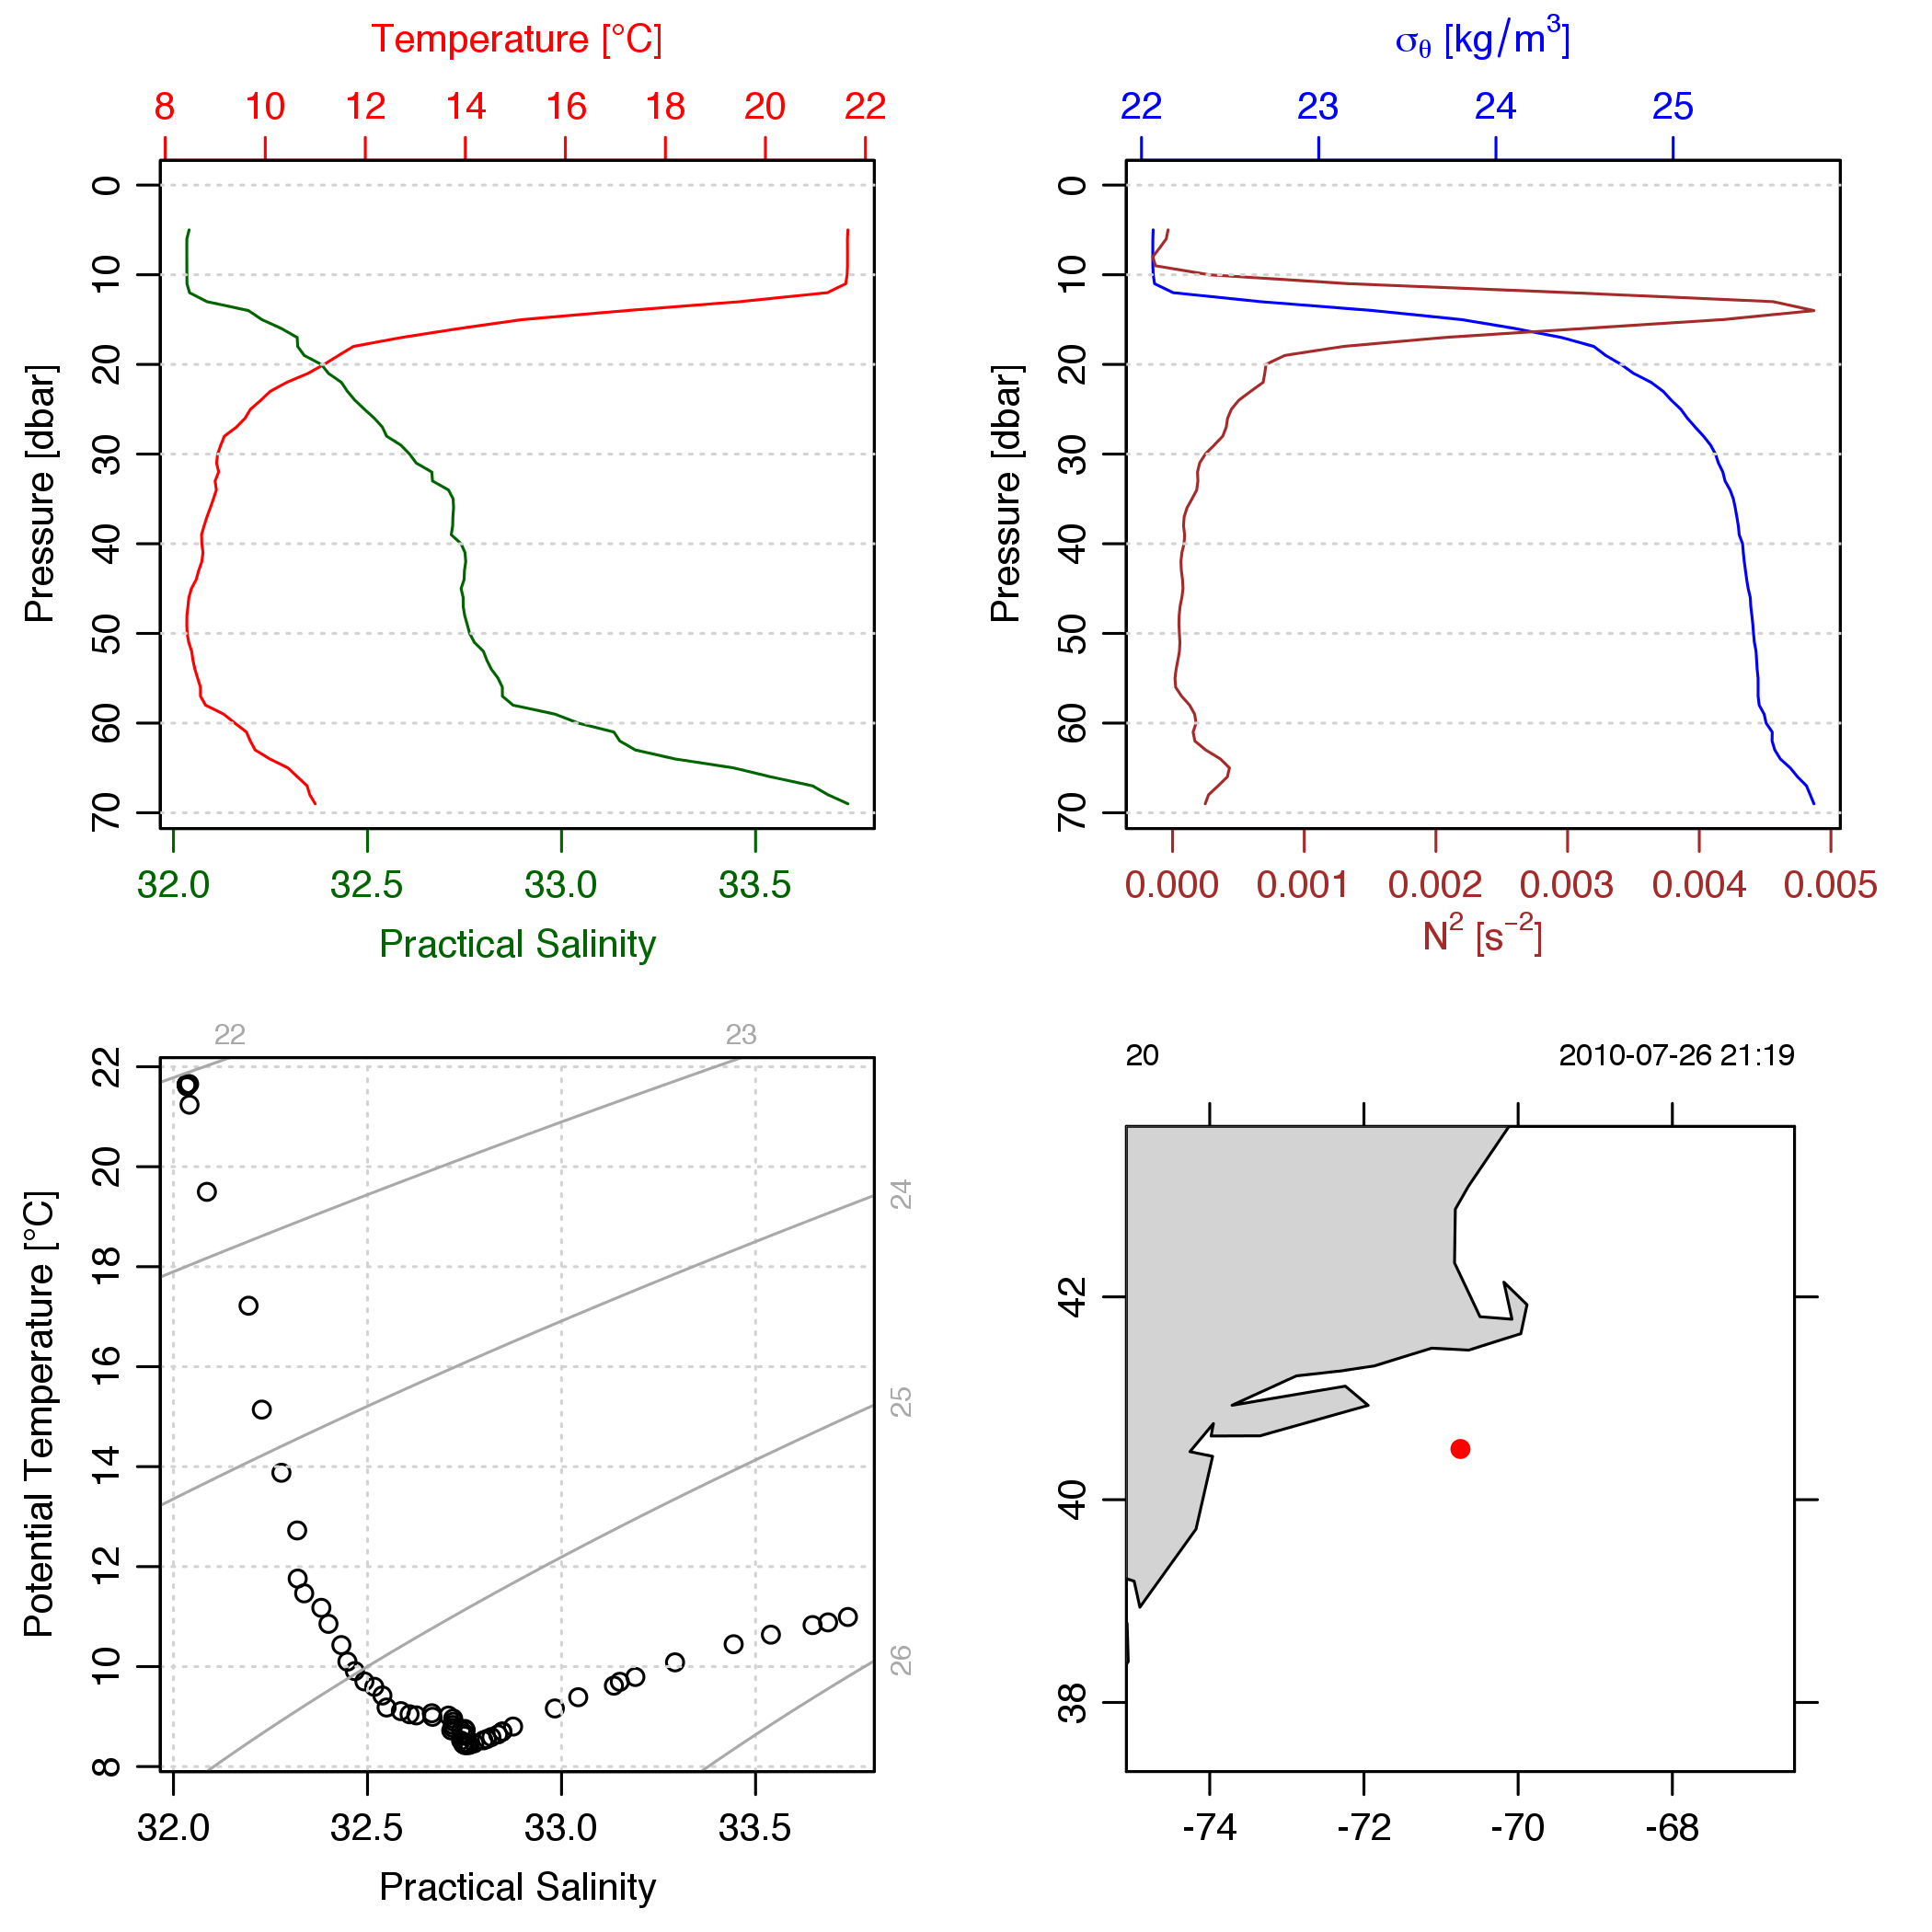 Temperature [°C]
8 10 12 14 16 18 20 22
Pressure [dbar]
0 10 20 30 40 50 60 70
32.0 32.5 33.0 33.5
Practical Salinity
σθ [kg/m³]
22 23 24 25
Pressure [dbar]
0 10 20 30 40 50 60 70
0.000 0.001 0.002 0.003 0.004 0.005
N² [s⁻²]
22 23
Potential Temperature [°C]
22 20 18 16 14 12 10 8
24
25
26
32.0 32.5 33.0 33.5
Practical Salinity
20 2010-07-26 21:19
42
40
38
-74 -72 -70 -68